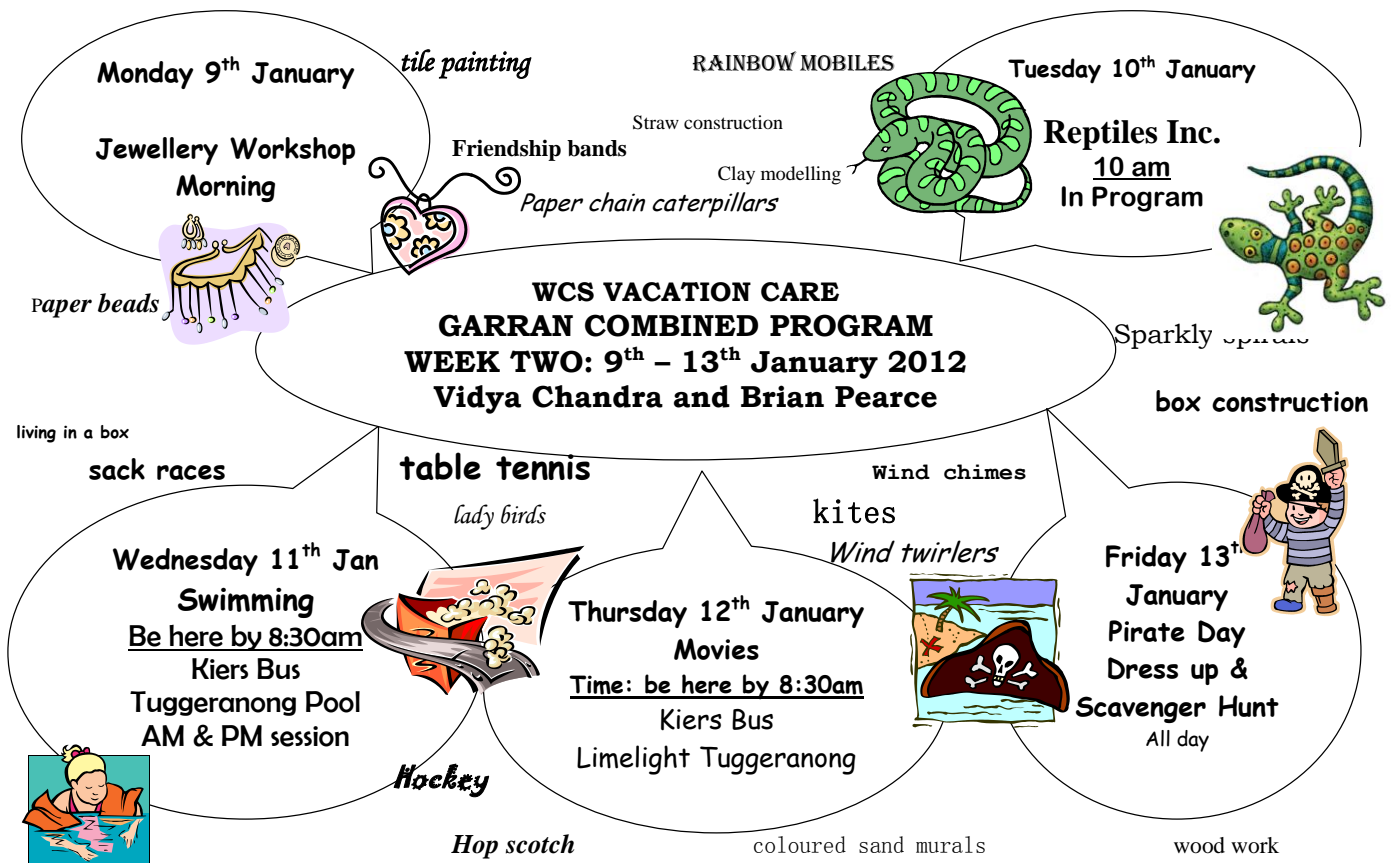 Monday 9th January
Jewellery Workshop
Morning
tile painting
RAINBOW MOBILES
Straw construction
Friendship bands
Clay modelling
Paper chain caterpillars
Tuesday 10th January
Reptiles Inc.
10 am
In Program
Paper beads
WCS VACATION CARE
GARRAN COMBINED PROGRAM
WEEK TWO: 9th – 13th January 2012
Vidya Chandra and Brian Pearce
Sparkly spirals
box construction
living in a box
sack races
table tennis
lady birds
Wind chimes
kites
Wind twirlers
Wednesday 11th Jan
Swimming
Be here by 8:30am
Kiers Bus
Tuggeranong Pool
AM & PM session
Thursday 12th January
Movies
Time: be here by 8:30am
Kiers Bus
Limelight Tuggeranong
Friday 13th
January
Pirate Day
Dress up &
Scavenger Hunt
All day
Hockey
Hop scotch
coloured sand murals
wood work